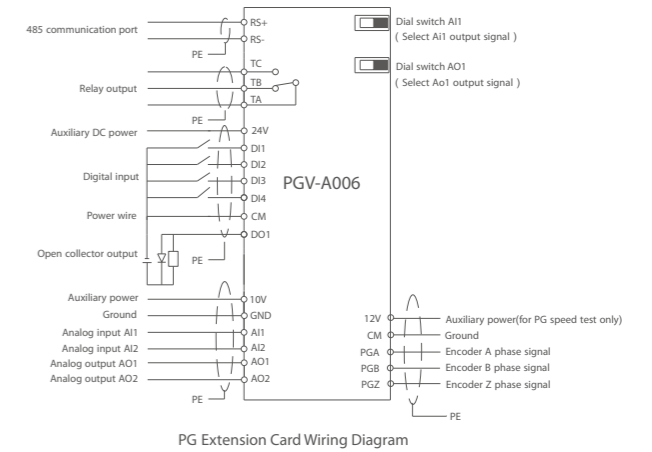 485 communication port
RS+
RS-
PE
Relay output
TC
TB
TA
PE
Auxiliary DC power
24V
Digital input
DI1
DI2
DI3
DI4
Power wire
CM
Open collector output
DO1
PE
Auxiliary power
10V
Ground
GND
Analog input AI1
AI1
Analog input AI2
AI2
Analog output AO1
AO1
Analog output AO2
AO2
PE
PGV-A006
Dial switch AI1
( Select Ai1 output signal )
Dial switch AO1
( Select Ao1 output signal )
12V
Auxiliary power(for PG speed test only)
CM
Ground
PGA
Encoder A phase signal
PGB
Encoder B phase signal
PGZ
Encoder Z phase signal
PE
PG Extension Card Wiring Diagram